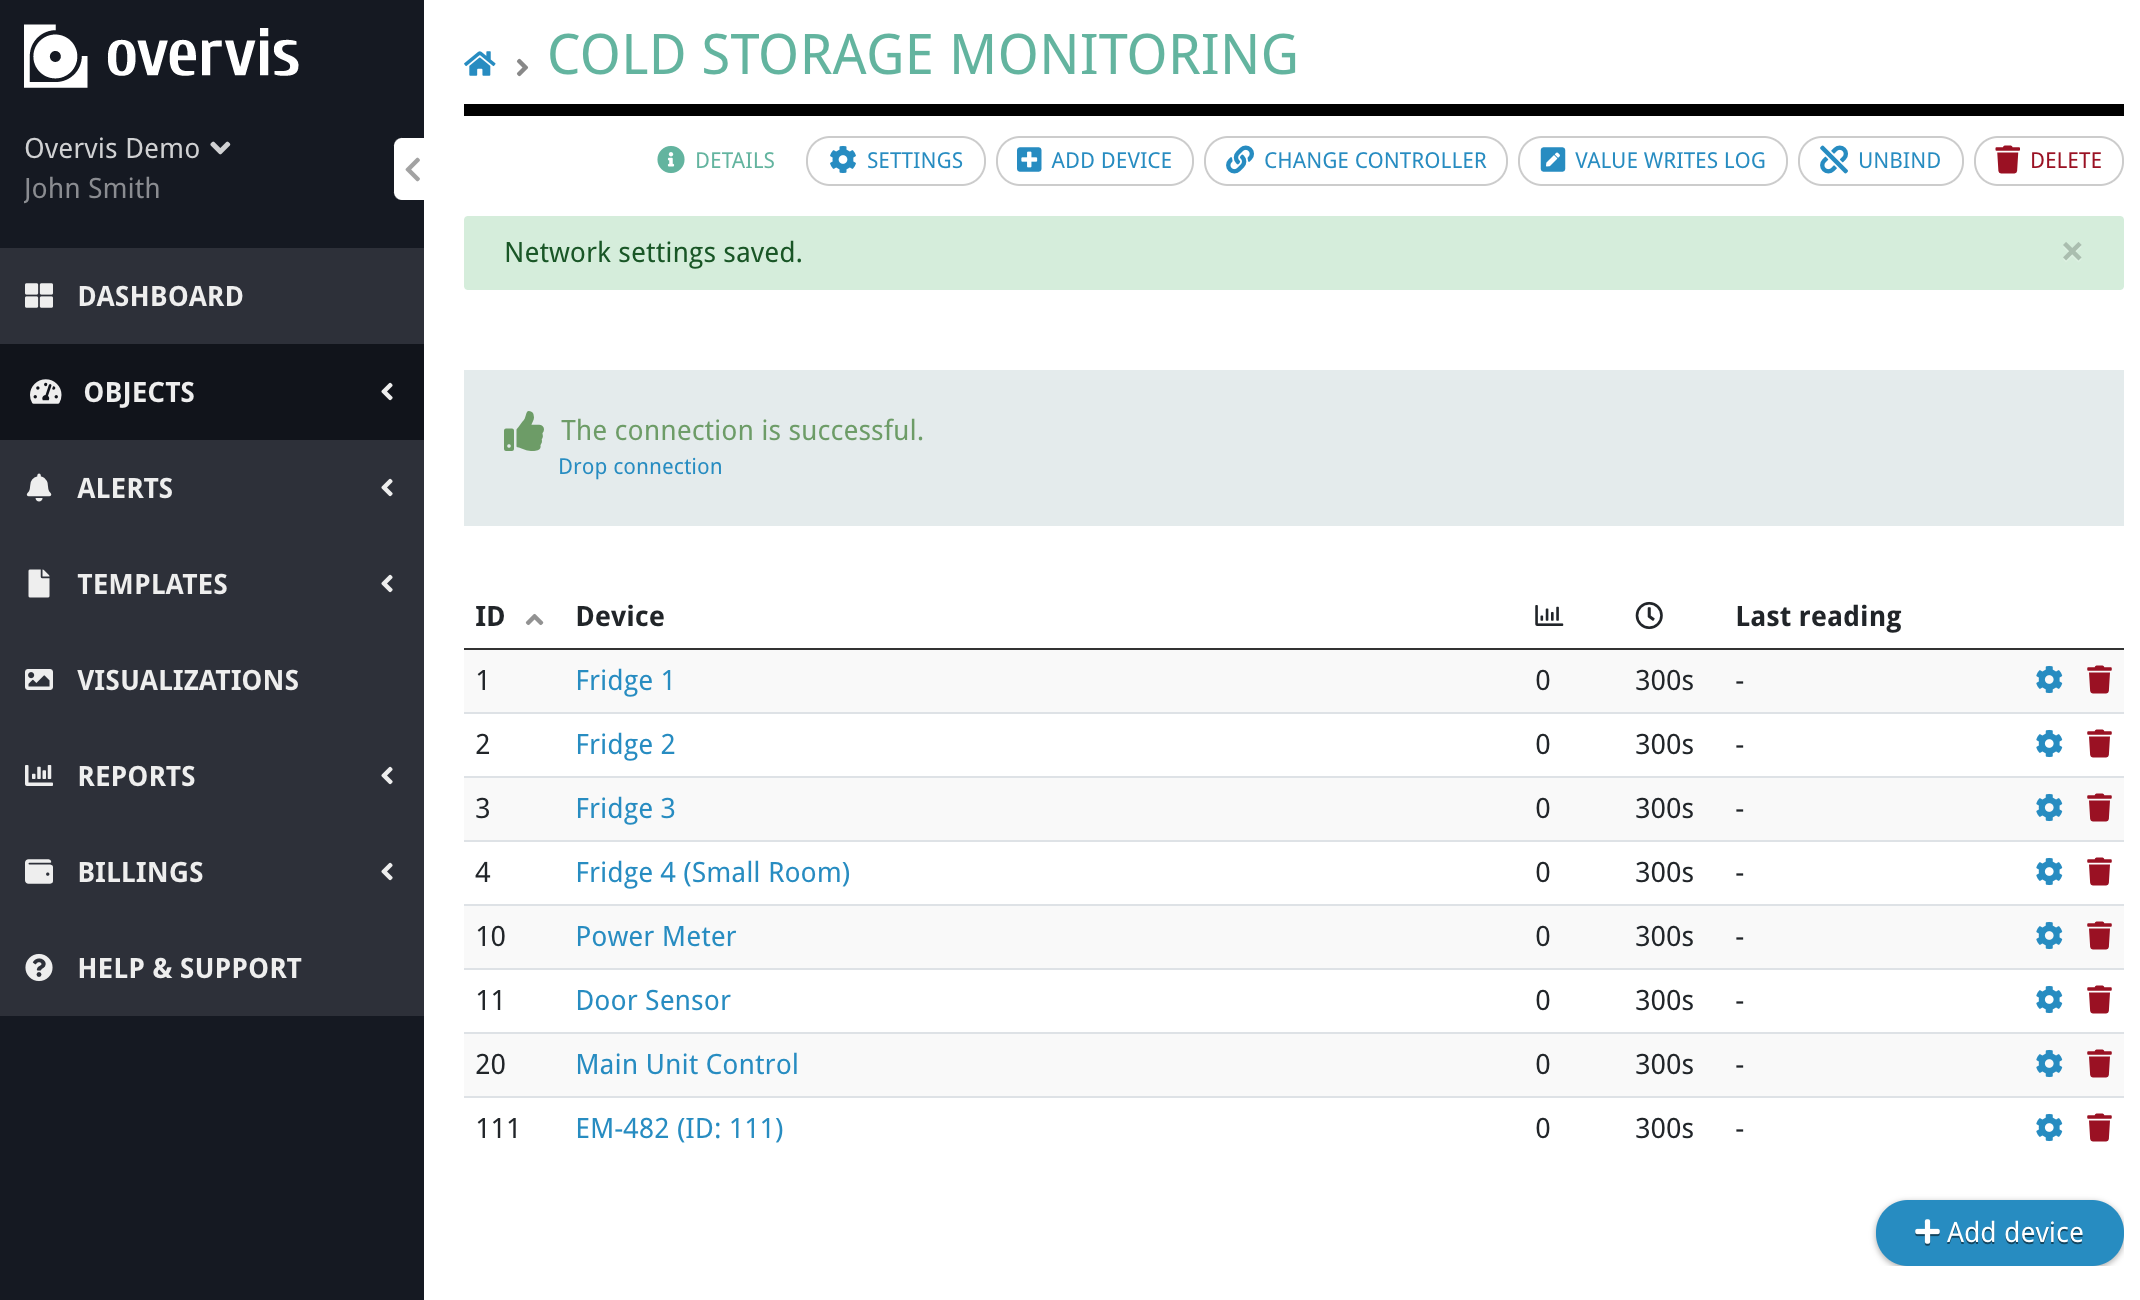 overvis
Overvis Demo
John Smith
DASHBOARD
OBJECTS
ALERTS
TEMPLATES
VISUALIZATIONS
REPORTS
BILLINGS
HELP & SUPPORT
COLD STORAGE MONITORING
DETAILS SETTINGS ADD DEVICE CHANGE CONTROLLER VALUE WRITES LOG UNBIND DELETE
Network settings saved.
The connection is successful.
Drop connection
ID Device Last reading
1 Fridge 1 0 300s -
2 Fridge 2 0 300s -
3 Fridge 3 0 300s -
4 Fridge 4 (Small Room) 0 300s -
10 Power Meter 0 300s -
11 Door Sensor 0 300s -
20 Main Unit Control 0 300s -
111 EM-482 (ID: 111) 0 300s -
Add device